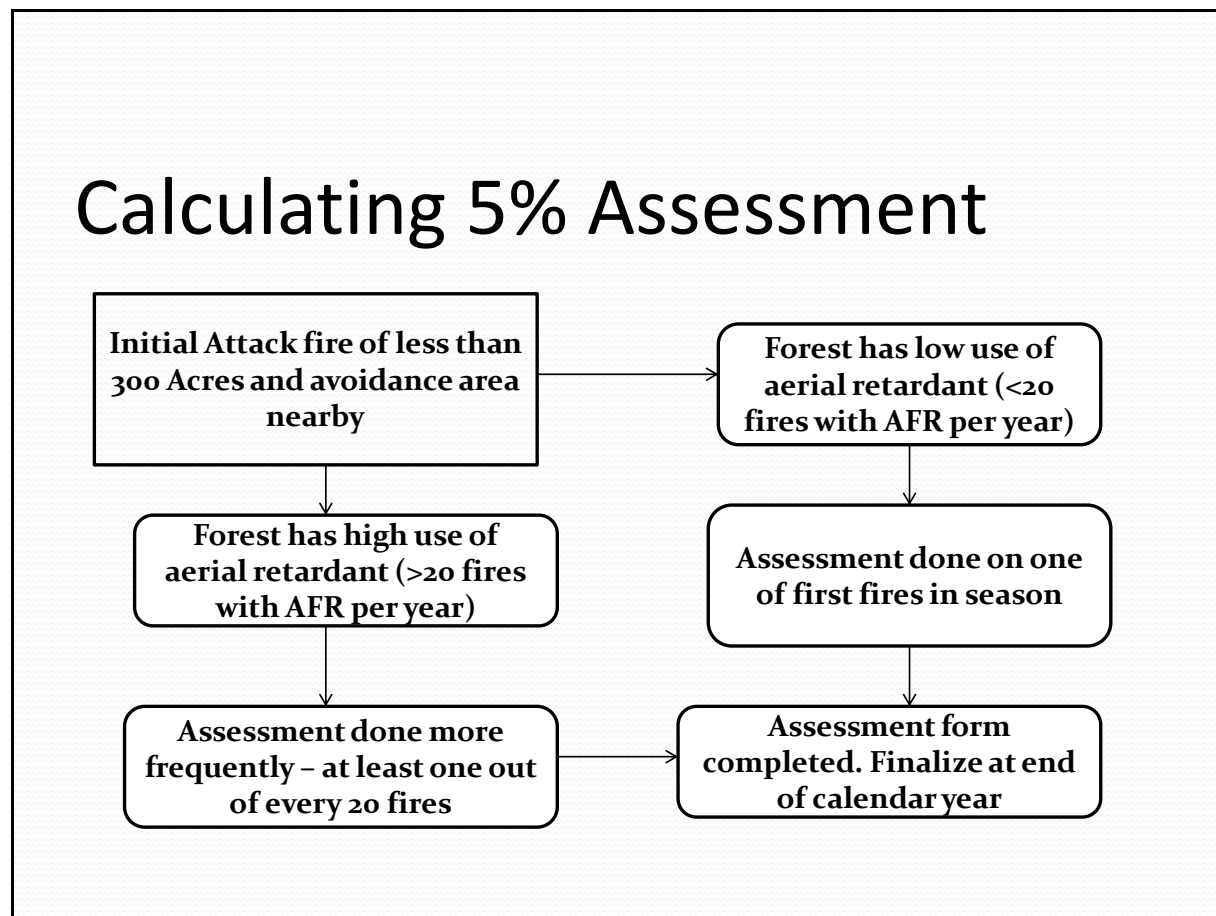 Calculating 5% Assessment
Initial Attack fire of less than
300 Acres and avoidance area
nearby
Forest has low use of
aerial retardant (<20
fires with AFR per year)
Forest has high use of
aerial retardant (>20 fires
with AFR per year)
Assessment done on one
of first fires in season
Assessment done more
frequently – at least one out
of every 20 fires
Assessment form
completed. Finalize at end
of calendar year